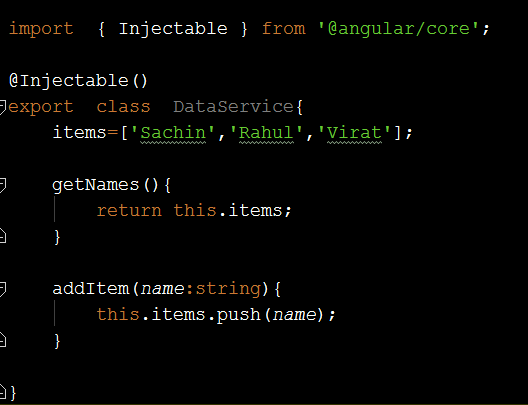 import  { Injectable } from '@angular/core';
@Injectable()
export  class  DataService{
    items=['Sachin','Rahul','Virat'];
    getNames(){
        return this.items;
    }
    addItem(name:string){
        this.items.push(name);
    }
}